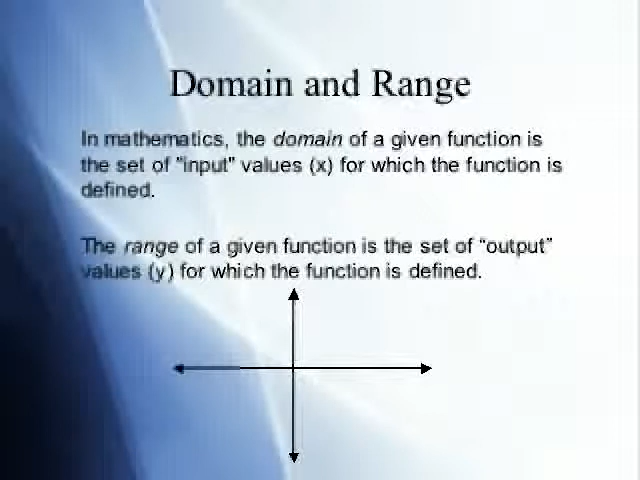 Domain and Range
In mathematics, the domain of a given function is
the set of "input" values (x) for which the function is
defined.
The range of a given function is the set of “output”
values (y) for which the function is defined.